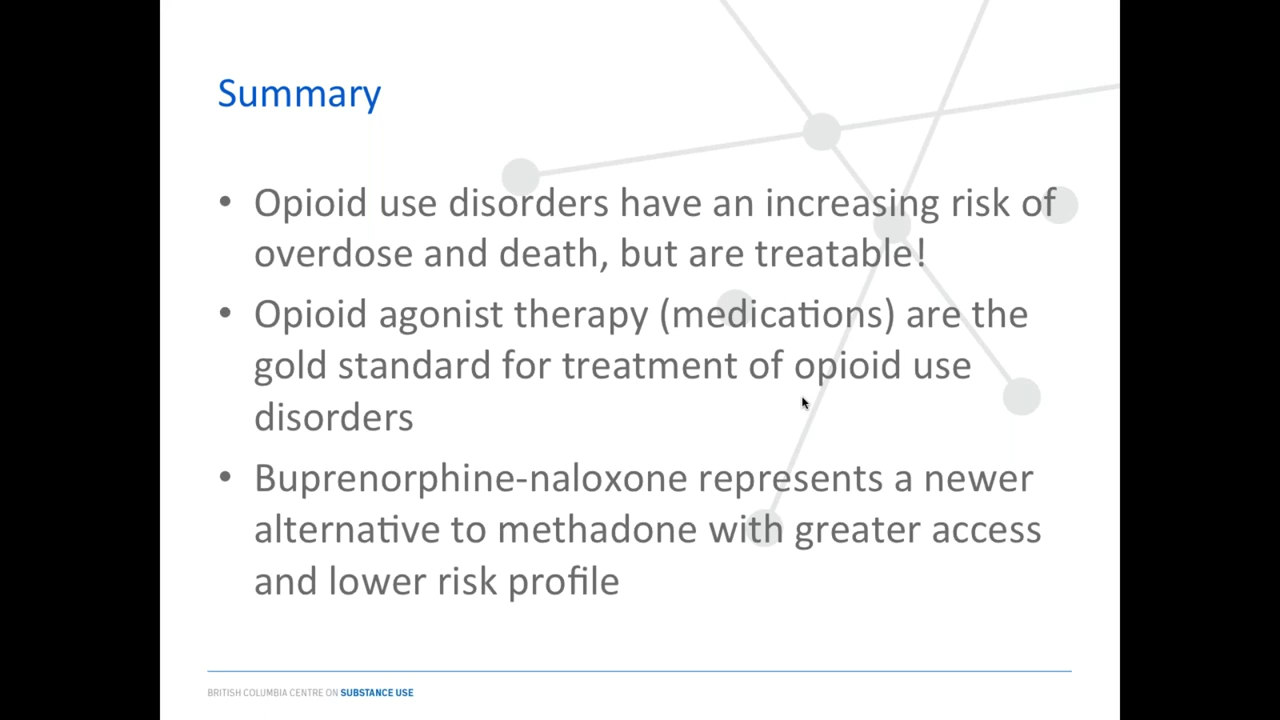 Summary
• Opioid use disorders have an increasing risk of
overdose and death, but are treatable!
• Opioid agonist therapy (medications) are the
gold standard for treatment of opioid use
disorders
• Buprenorphine-naloxone represents a newer
alternative to methadone with greater access
and lower risk profile
BRITISH COLUMBIA CENTRE ON SUBSTANCE USE